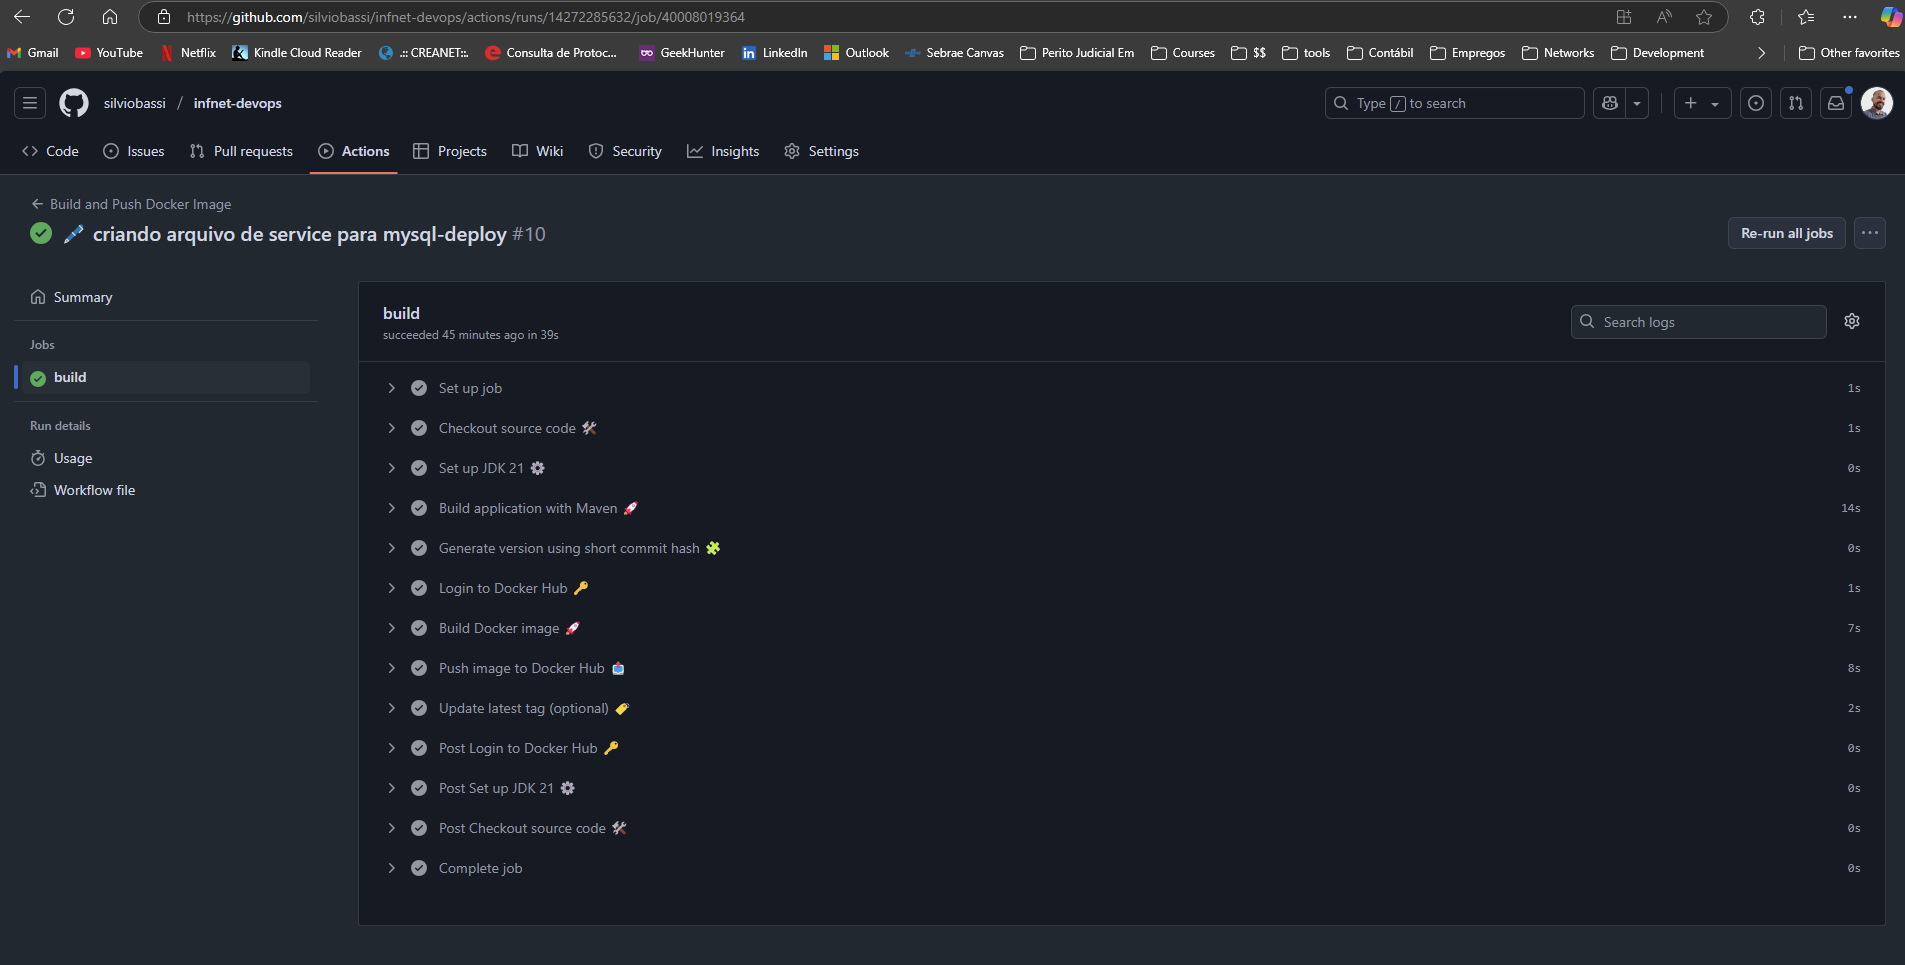 https://github.com/silviobassi/infnet-devops/actions/runs/14272285632/job/40008019364
Gmail YouTube Netflix Kindle Cloud Reader .:: CREANET::. Consulta de Protoc... GeekHunter LinkedIn Outlook Sebrae Canvas Perito Judicial Em Courses $$ tools Contábil Empregos Networks Development Other favorites
silviobassi / infnet-devops Type / to search
Code Issues Pull requests Actions Projects Wiki Security Insights Settings
Build and Push Docker Image
criando arquivo de service para mysql-deploy #10 Re-run all jobs
Summary
Jobs
build
Run details
Usage
Workflow file
build
succeeded 45 minutes ago in 39s
Search logs
Set up job 1s
Checkout source code 1s
Set up JDK 21 0s
Build application with Maven 14s
Generate version using short commit hash 0s
Login to Docker Hub 1s
Build Docker image 7s
Push image to Docker Hub 8s
Update latest tag (optional) 2s
Post Login to Docker Hub 0s
Post Set up JDK 21 0s
Post Checkout source code 0s
Complete job 0s